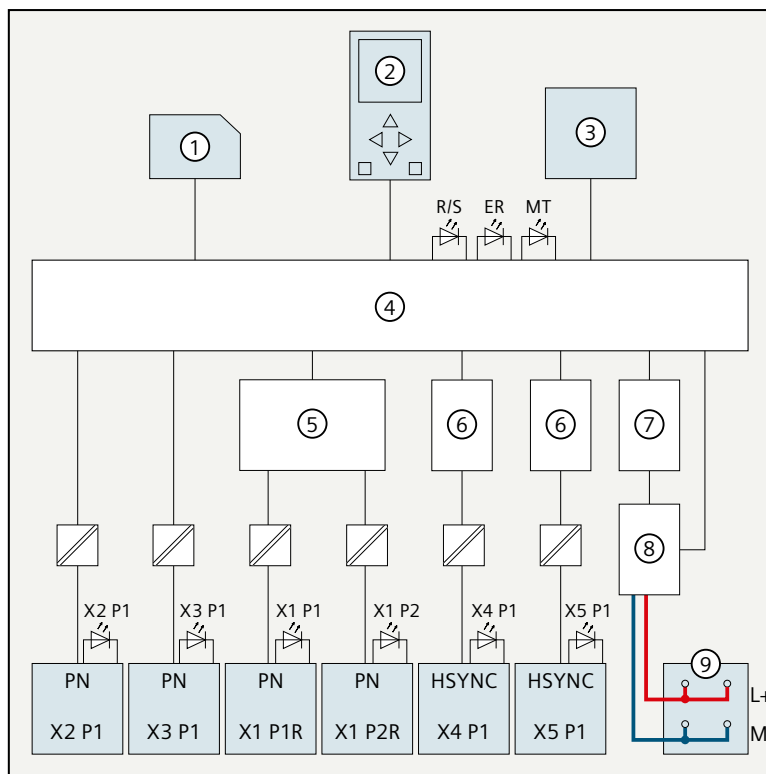 ②
①
③
R/S ER MT
④
⑤
⑥
⑥
⑦
⑧
X2 P1
X3 P1
X1 P1
X1 P2
X4 P1
X5 P1
⑨
PN
PN
PN
PN
HSYNC
HSYNC
L+
X2 P1
X3 P1
X1 P1R
X1 P2R
X4 P1
X5 P1
M